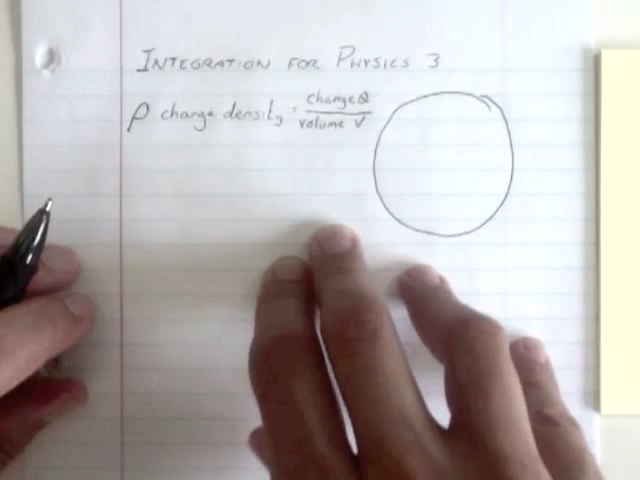 INTEGRATION FOR PHYSICS 3
ρ charge density = charge Q / volume V